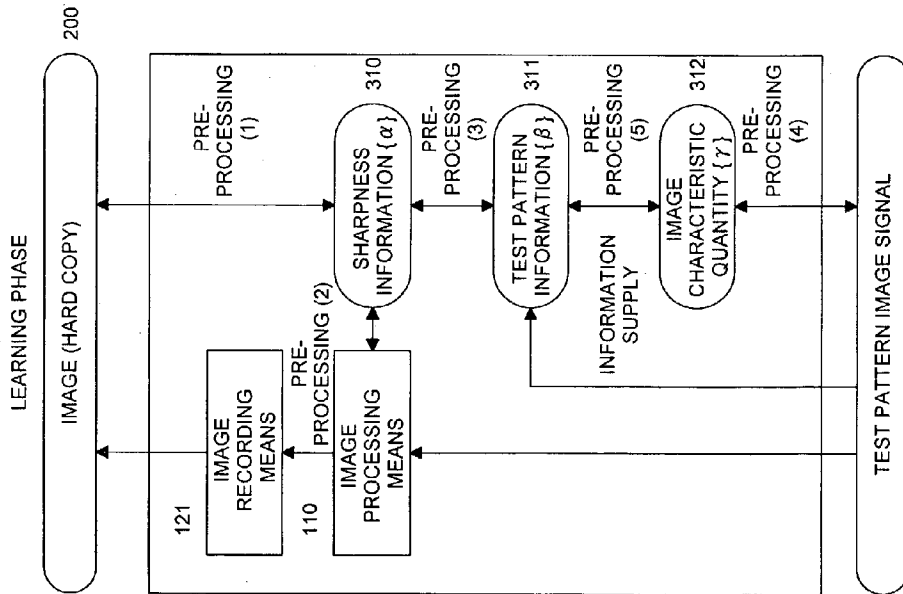 LEARNING PHASE
IMAGE (HARD COPY)
200
121
IMAGE
RECORDING
MEANS
PRE-
PROCESSING (2)
110
IMAGE
PROCESSING
MEANS
PRE-
PROCESSING
(1)
310
SHARPNESS
INFORMATION {α}
PRE-
PROCESSING
(3)
311
TEST PATTERN
INFORMATION {β}
INFORMATION
SUPPLY
PRE-
PROCESSING
(5)
312
IMAGE
CHARACTERISTIC
QUANTITY {γ}
PRE-
PROCESSING
(4)
TEST PATTERN IMAGE SIGNAL